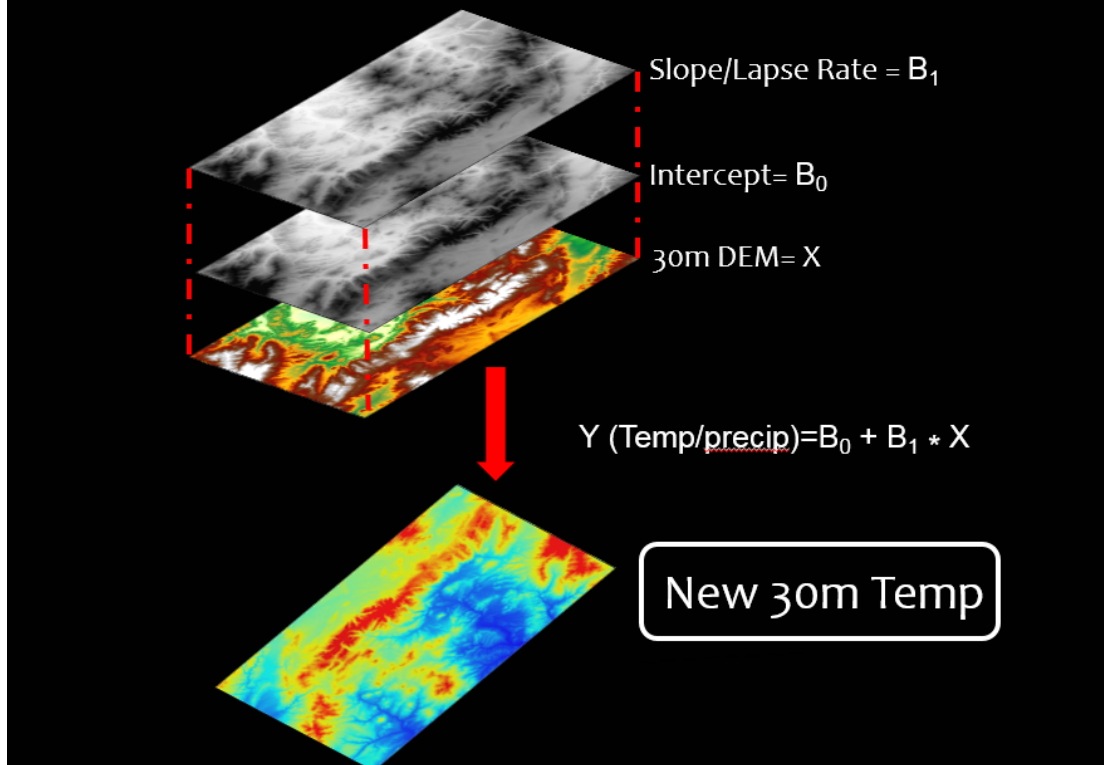 Slope/Lapse Rate = B₁
Intercept= B₀
30m DEM= X
Y (Temp/precip)=B₀ + B₁ * X
New 30m Temp